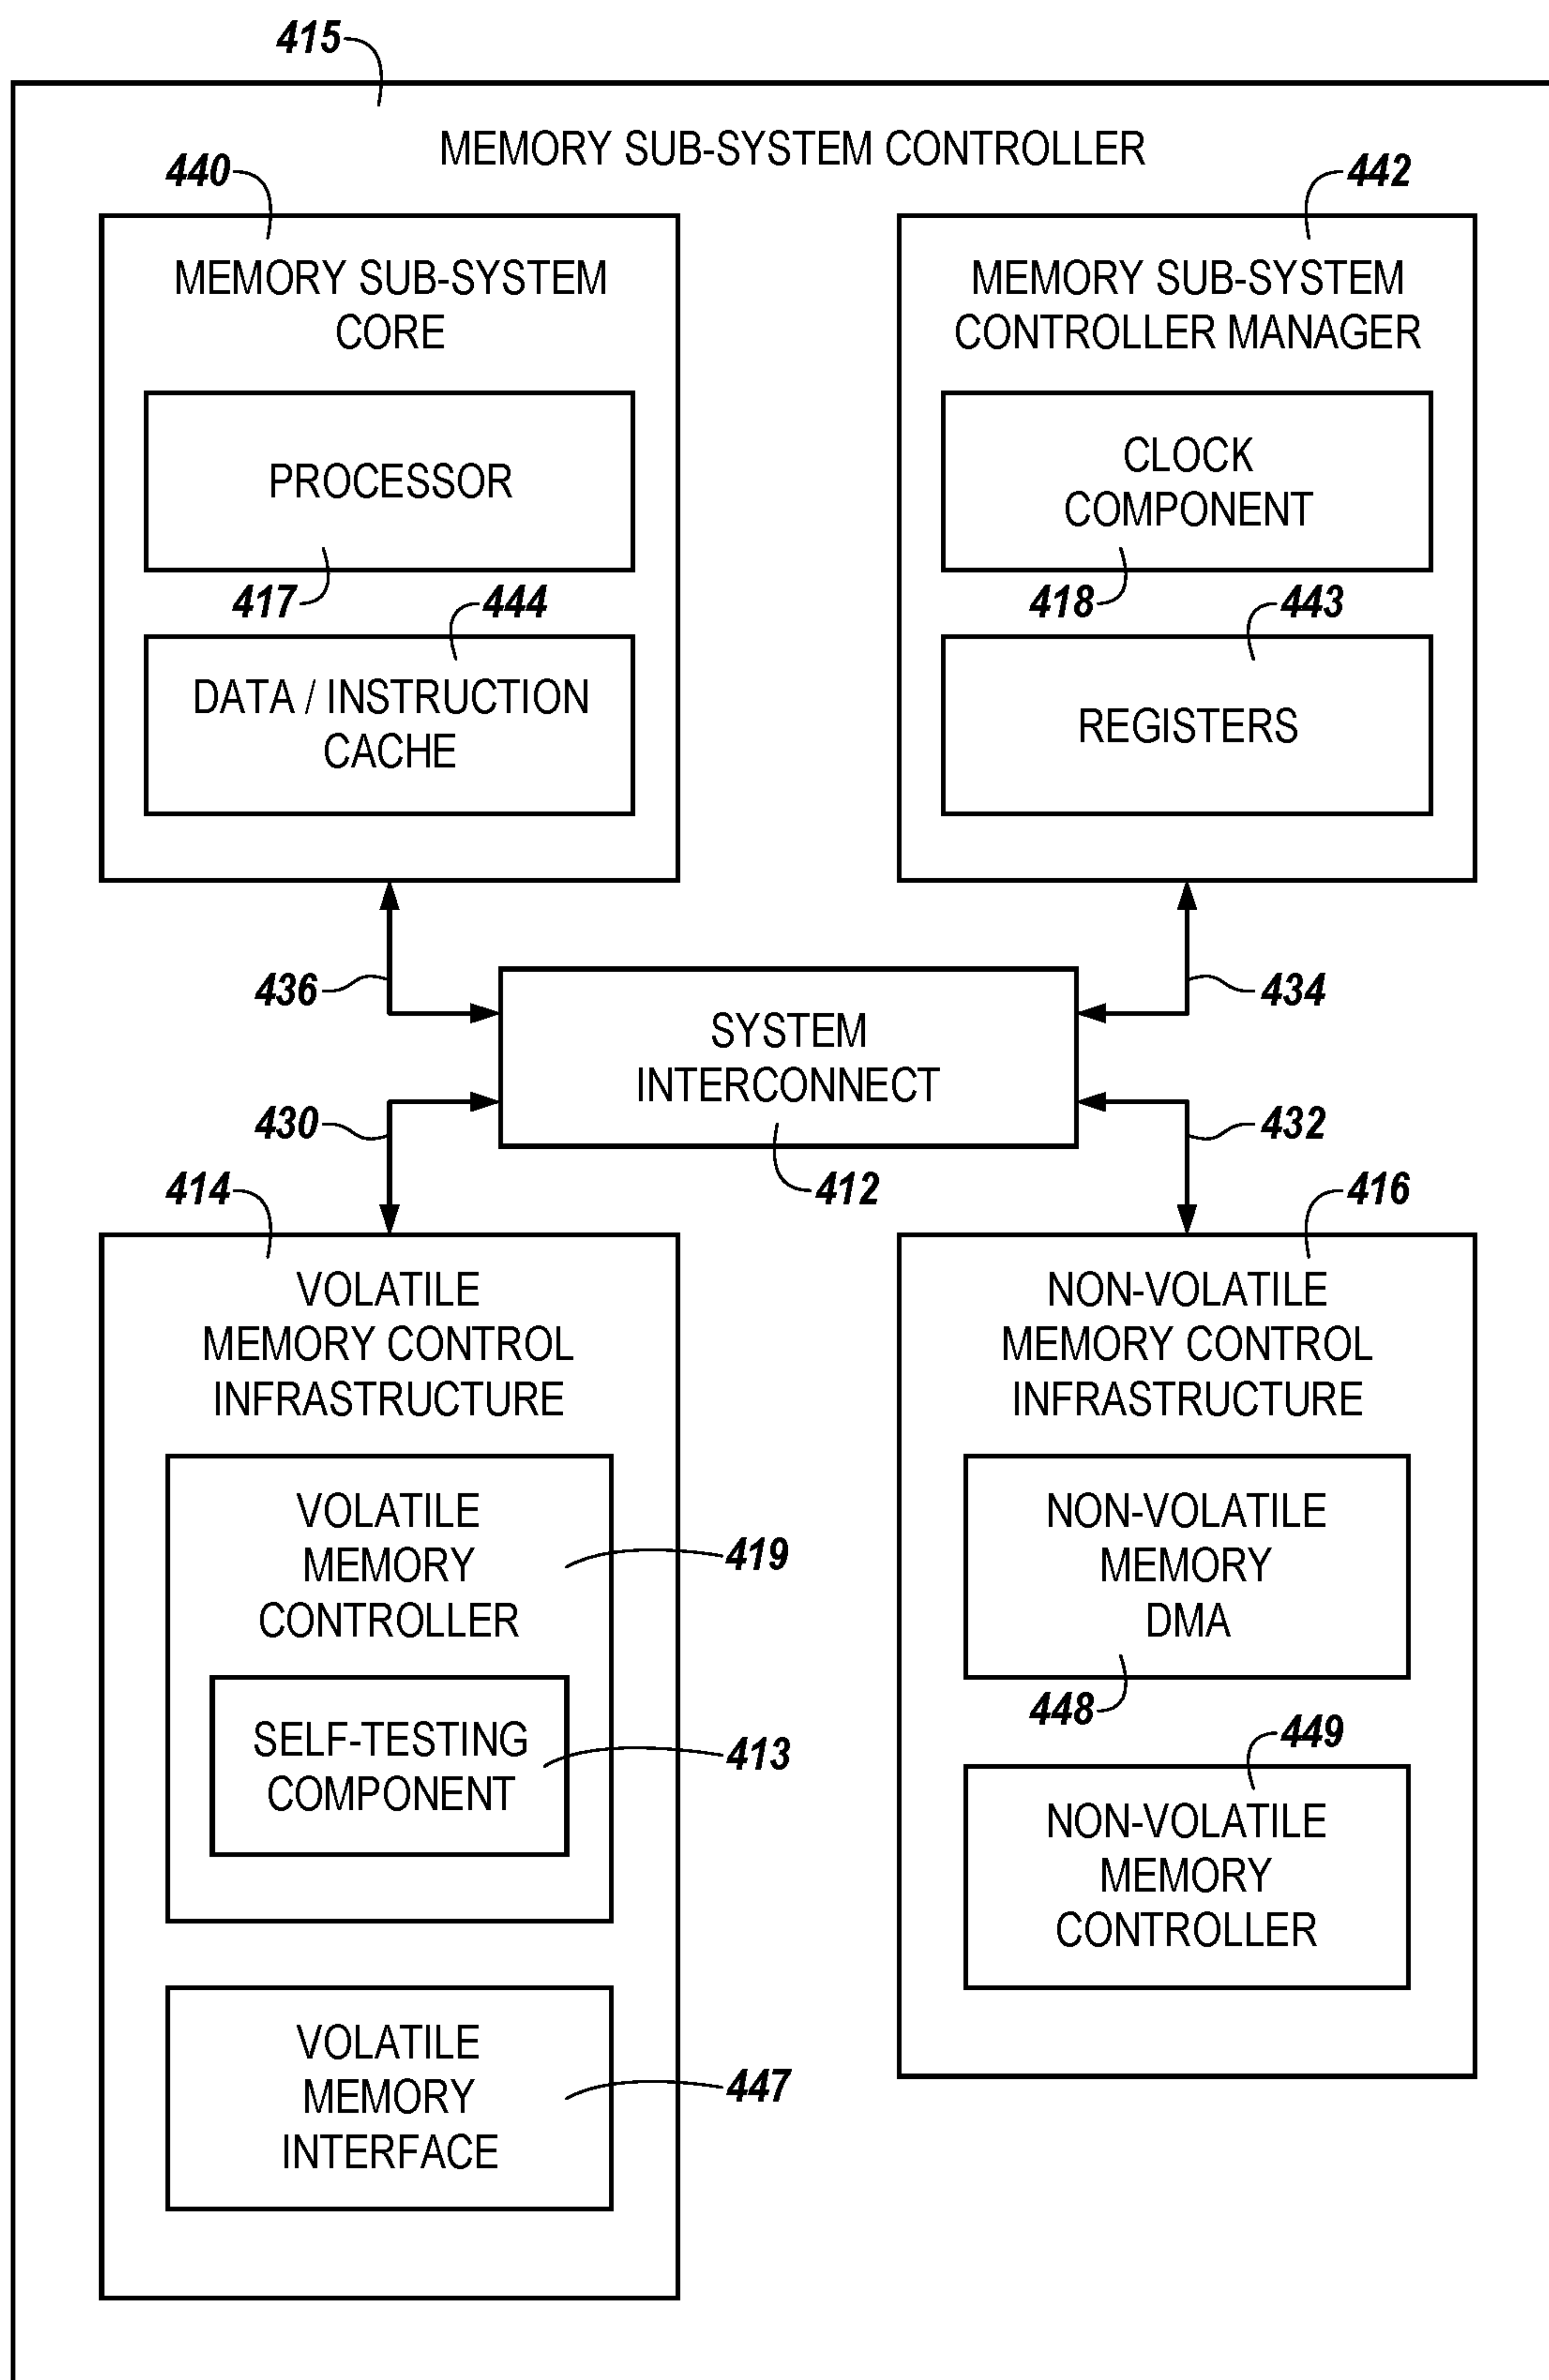 415
MEMORY SUB-SYSTEM CONTROLLER
440
MEMORY SUB-SYSTEM
CORE
PROCESSOR
417
444
DATA / INSTRUCTION
CACHE
442
MEMORY SUB-SYSTEM
CONTROLLER MANAGER
CLOCK
COMPONENT
418
443
REGISTERS
436
434
SYSTEM
INTERCONNECT
430
432
412
414
VOLATILE
MEMORY CONTROL
INFRASTRUCTURE
VOLATILE
MEMORY
CONTROLLER
419
SELF-TESTING
COMPONENT
413
VOLATILE
MEMORY
INTERFACE
447
416
NON-VOLATILE
MEMORY CONTROL
INFRASTRUCTURE
NON-VOLATILE
MEMORY
DMA
448
449
NON-VOLATILE
MEMORY
CONTROLLER